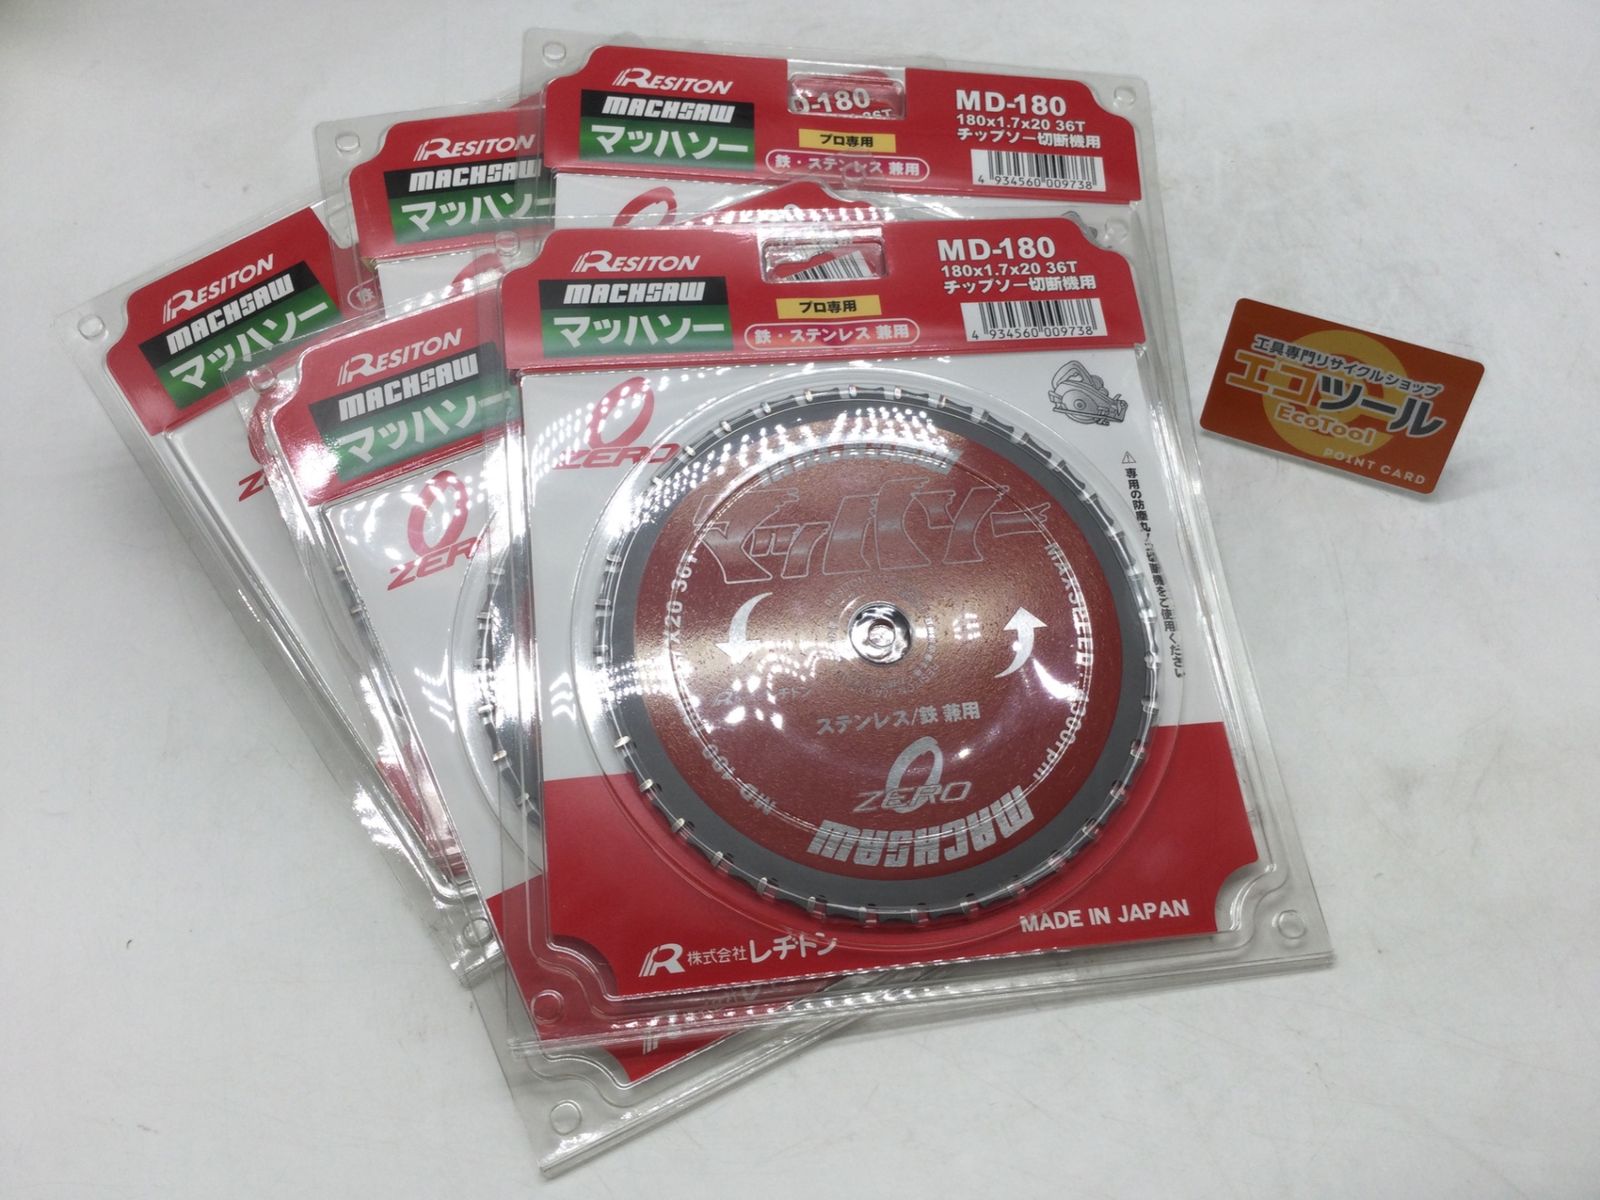 RESITON
MACHSAW
マッハソー
D-180
36T
プロ専用
鉄・ステンレス 兼用
MD-180
180x1.7x20 36T
チップソー切断機用
4 934560 009738
RESITON
MACHSAW
マッハソー
RESITON
MACHSAW
マッハソー
RESITON
MACHSAW
マッハソー
ZERO
RESITON
MACHSAW
マッハソー
プロ専用
鉄・ステンレス 兼用
MD-180
180x1.7x20 36T
チップソー切断機用
4 934560 009738
ZERO
マッハソー
ステンレス/鉄 兼用
ZERO
MACHSAW
MADE IN JAPAN
株式会社レヂトン
工具専門リサイクルショップ
エコツール
EcoTool
POINT CARD